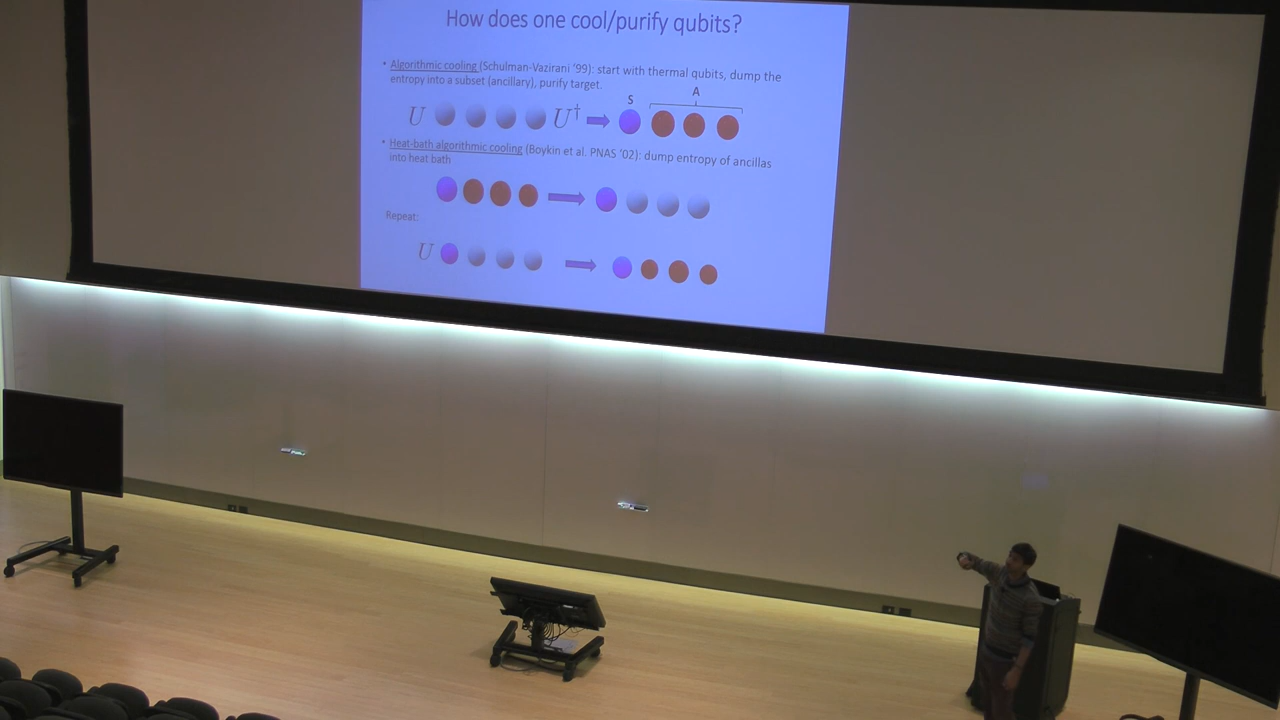 How does one cool/purify qubits?
• Algorithmic cooling (Schulman-Vazirani '99): start with thermal qubits, dump the
entropy into a subset (ancillary), purify target.
S A
U U†
• Heat-bath algorithmic cooling (Boykin et al. PNAS '02): dump entropy of ancillas
into heat bath
Repeat:
U